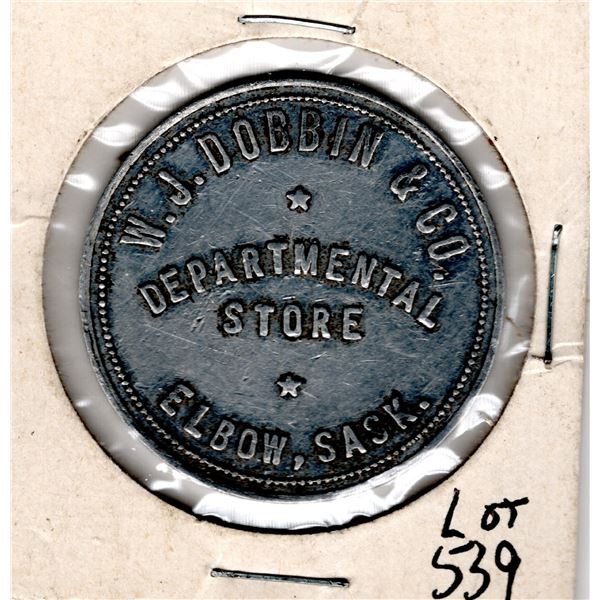 W. J. DOBBIN & CO.
DEPARTMENTAL
STORE
ELBOW, SASK.
LOT
539